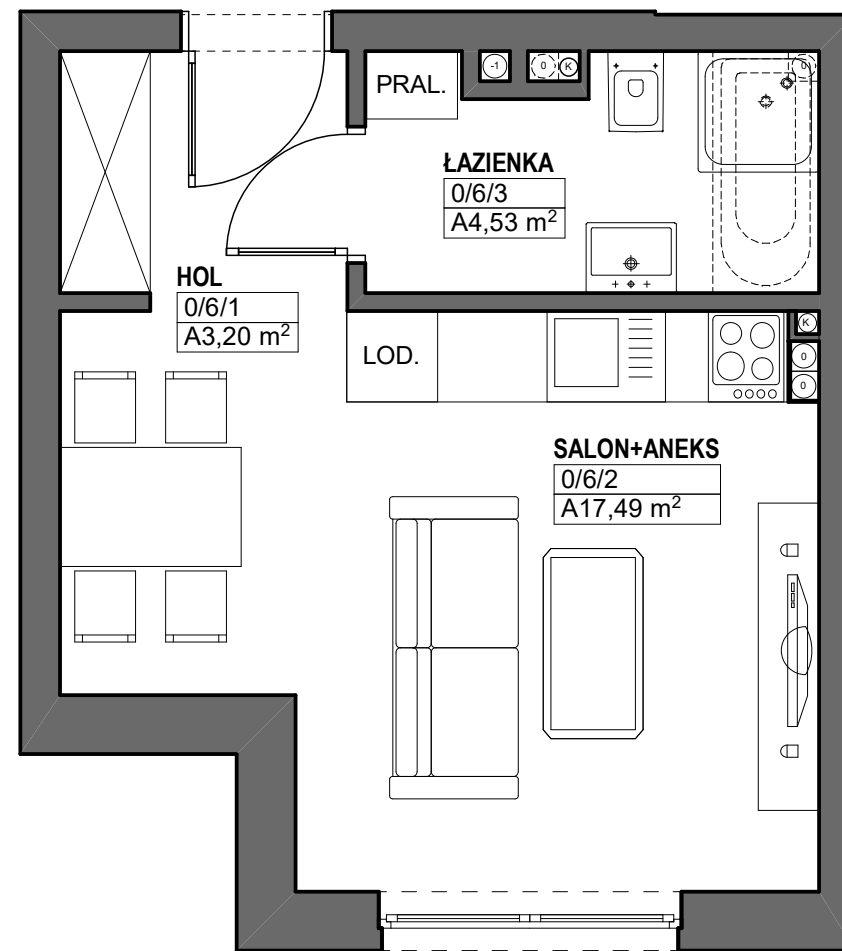 -1
0
K
0
PRAL.
ŁAZIENKA
0/6/3
A4,53 m²
HOL
0/6/1
A3,20 m²
K
LOD.
0
0
SALON+ANEKS
0/6/2
A17,49 m²